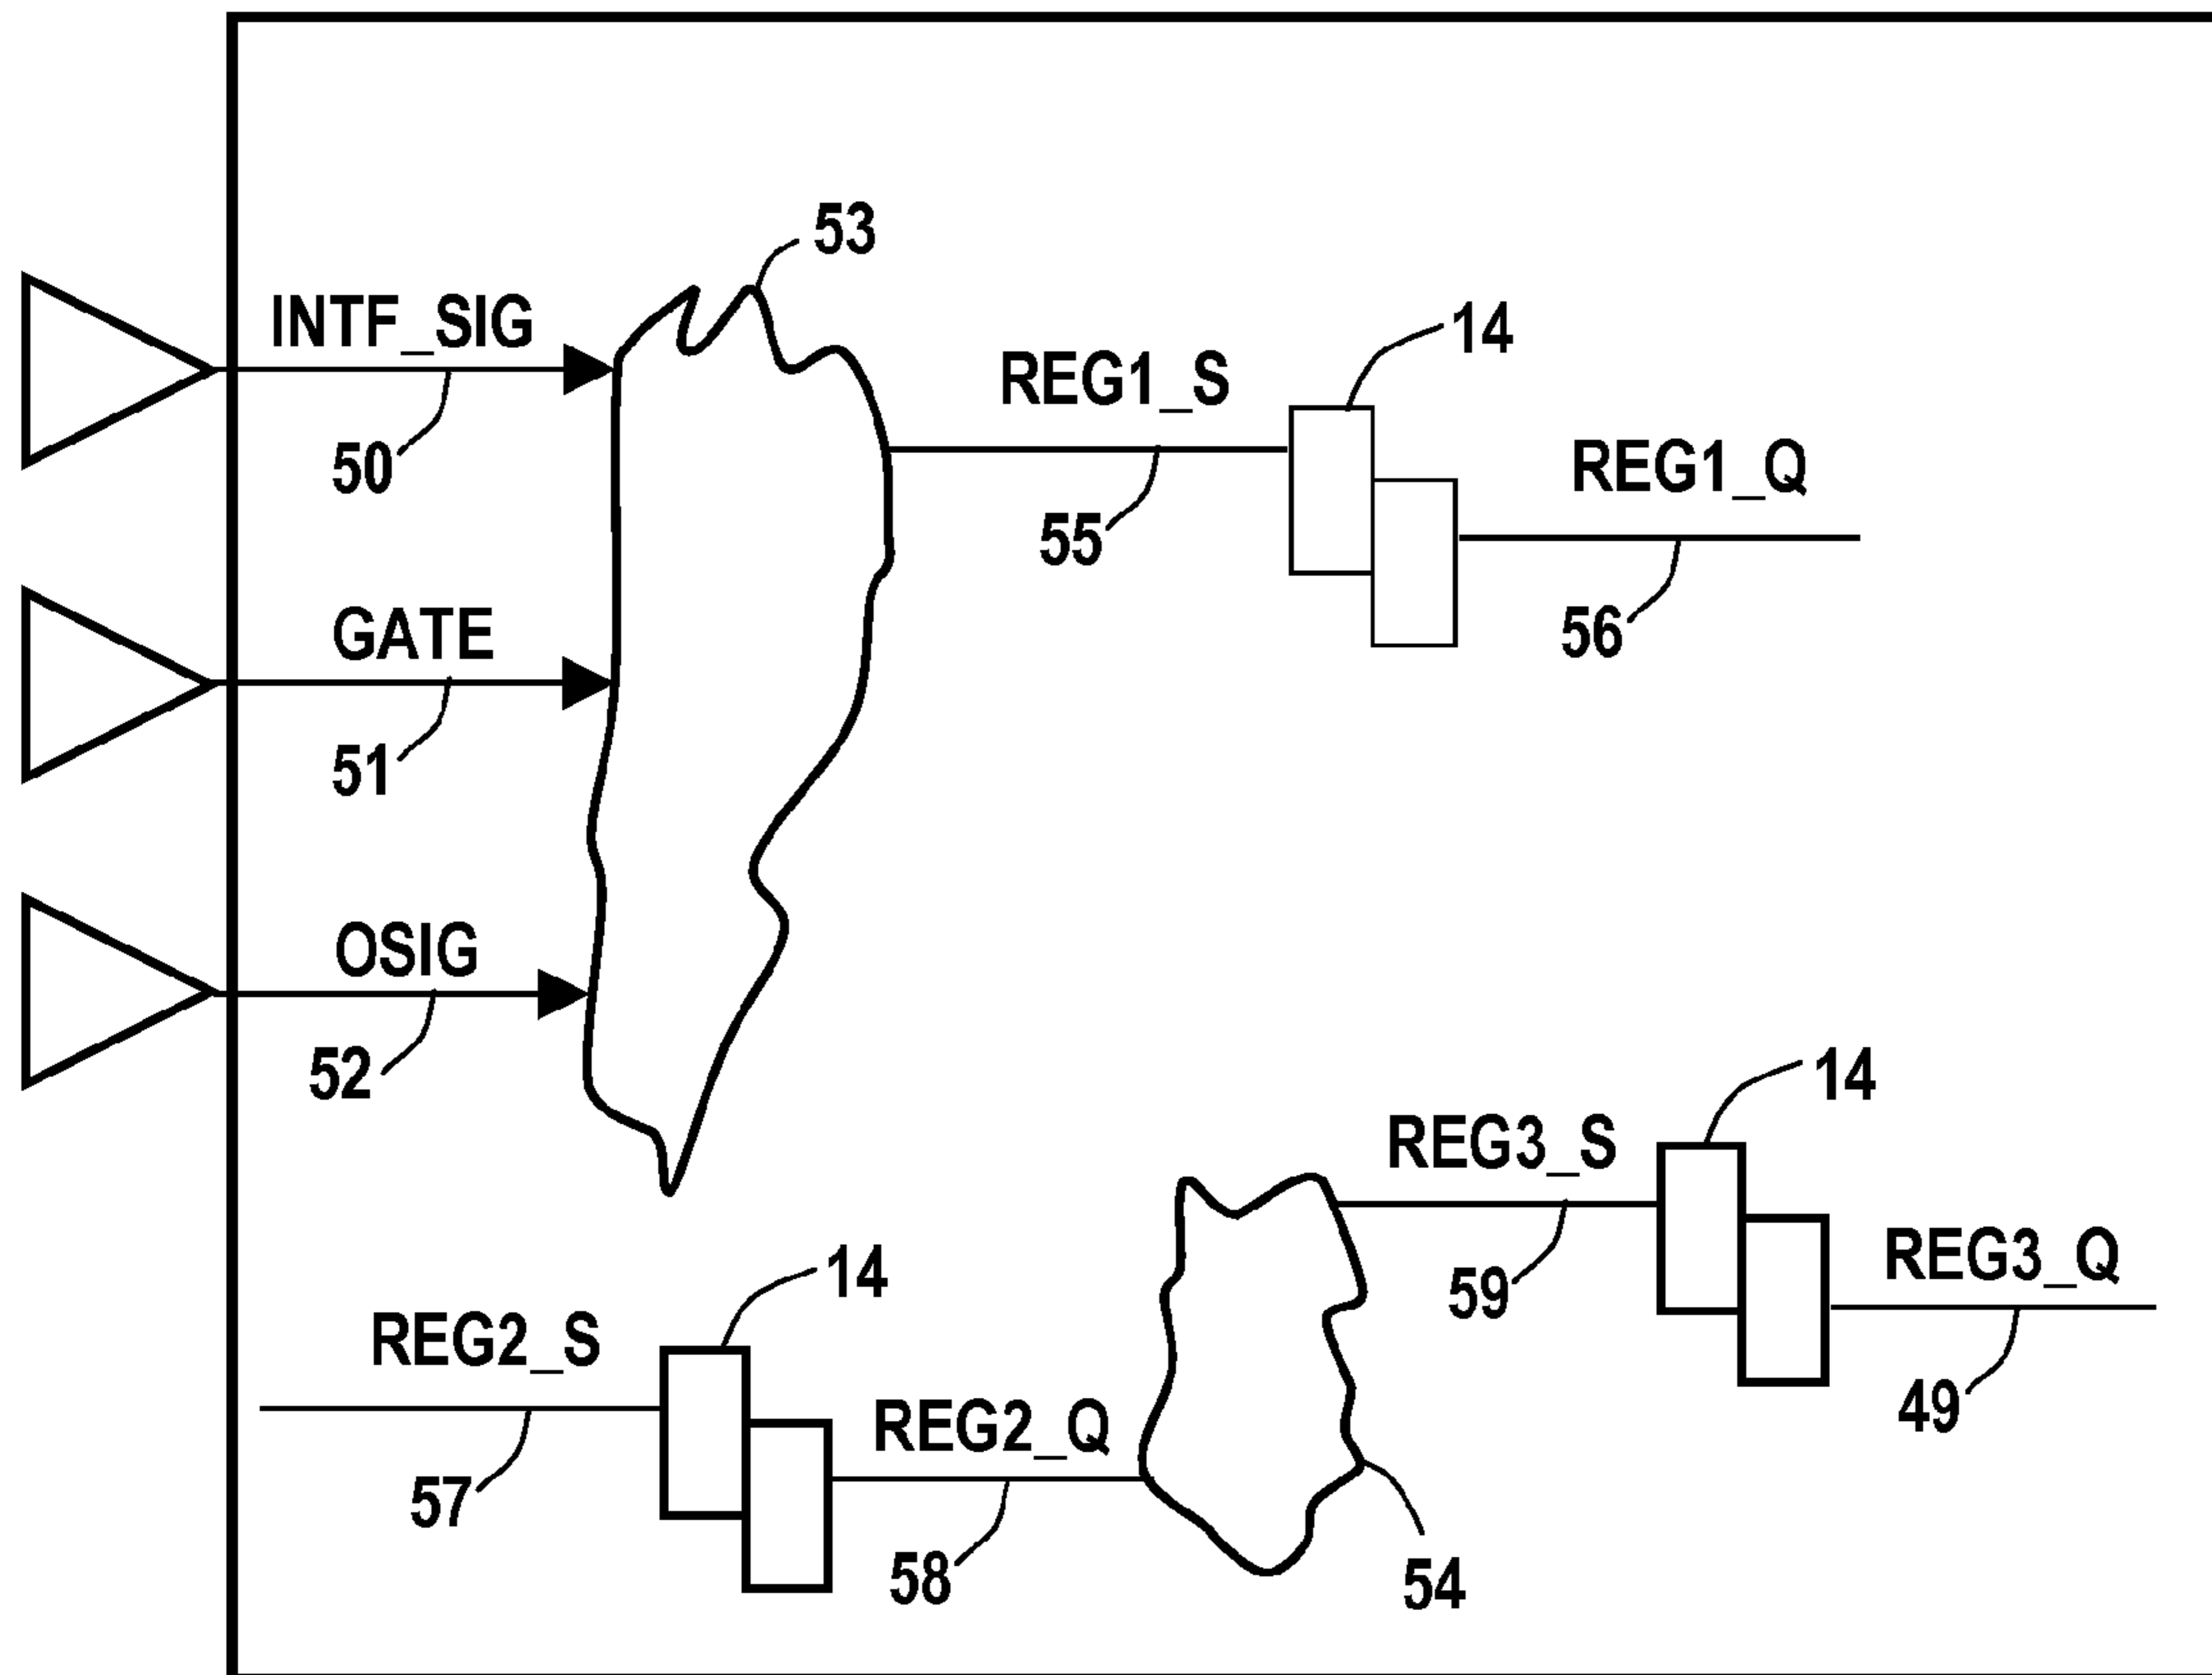 53
INTF_SIG
14
REG1_S
50
REG1_Q
55
GATE
56
51
OSIG
52
14
REG3_S
14
REG3_Q
59
REG2_S
49
REG2_Q
57
58
54